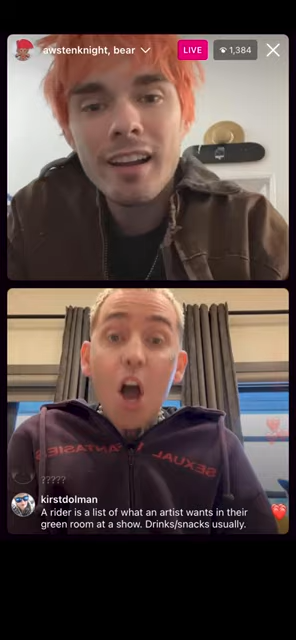 awstenknight, bear
LIVE
1,384
SEXUAL FANTASIES
?????
kirstdolman
A rider is a list of what an artist wants in their
green room at a show. Drinks/snacks usually.